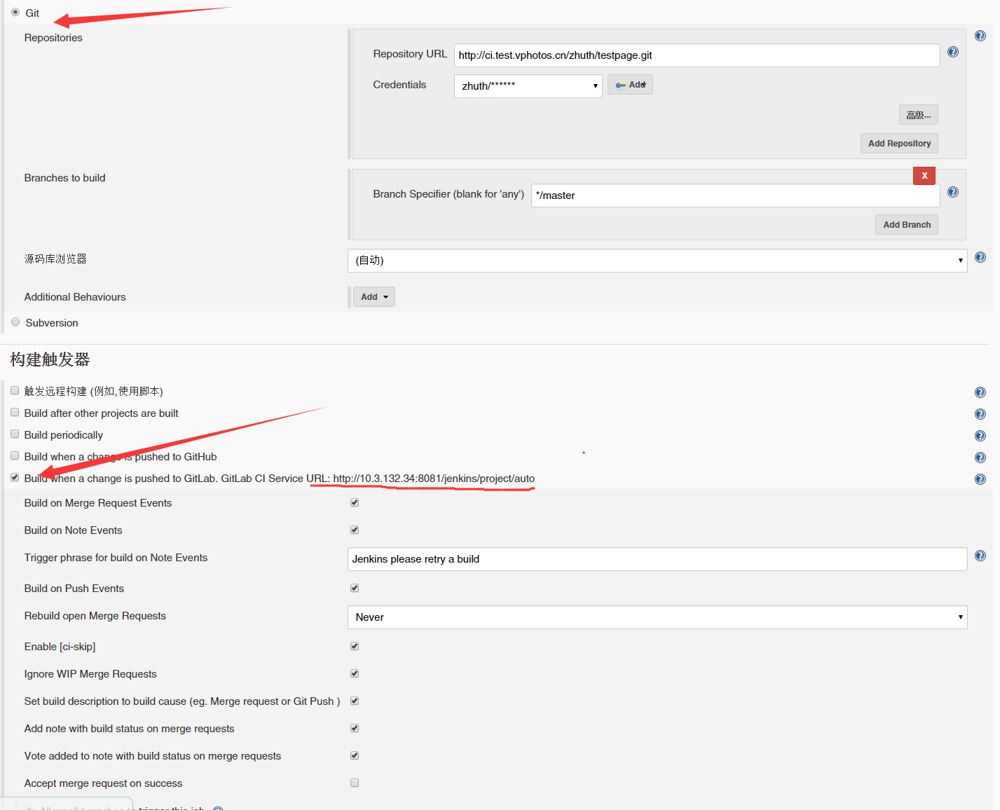 Git
Repositories
Repository URL http://ci.test.vphotos.cn/zhuth/testpage.git
Credentials zhuth/****** Add
高级...
Add Repository
Branches to build
X
Branch Specifier (blank for 'any') */master
Add Branch
源码库浏览器 (自动)
Additional Behaviours Add
Subversion
构建触发器
触发远程构建 (例如,使用脚本)
Build after other projects are built
Build periodically
Build when a change is pushed to GitHub
Build when a change is pushed to GitLab. GitLab CI Service URL: http://10.3.132.34:8081/jenkins/project/auto
Build on Merge Request Events
Build on Note Events
Trigger phrase for build on Note Events Jenkins please retry a build
Build on Push Events
Rebuild open Merge Requests Never
Enable [ci-skip]
Ignore WIP Merge Requests
Set build description to build cause (eg. Merge request or Git Push )
Add note with build status on merge requests
Vote added to note with build status on merge requests
Accept merge request on success
Allow all branches to trigger this job